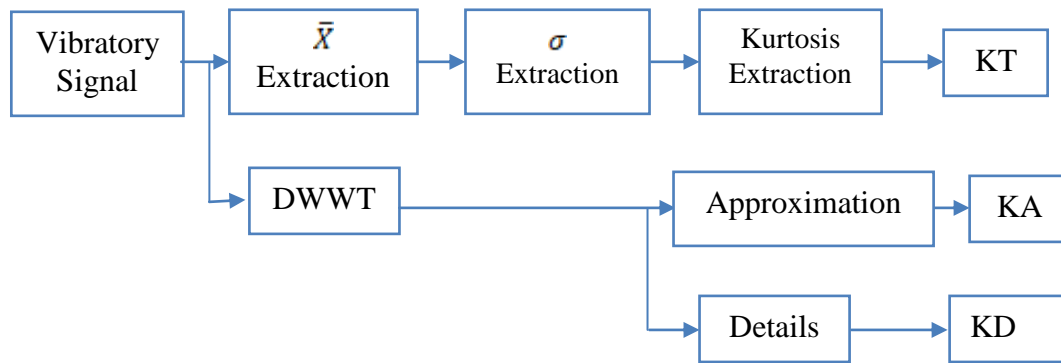 Vibratory
Signal
X̄
Extraction
σ
Extraction
Kurtosis
Extraction
KT
DWWT
Approximation
KA
Details
KD